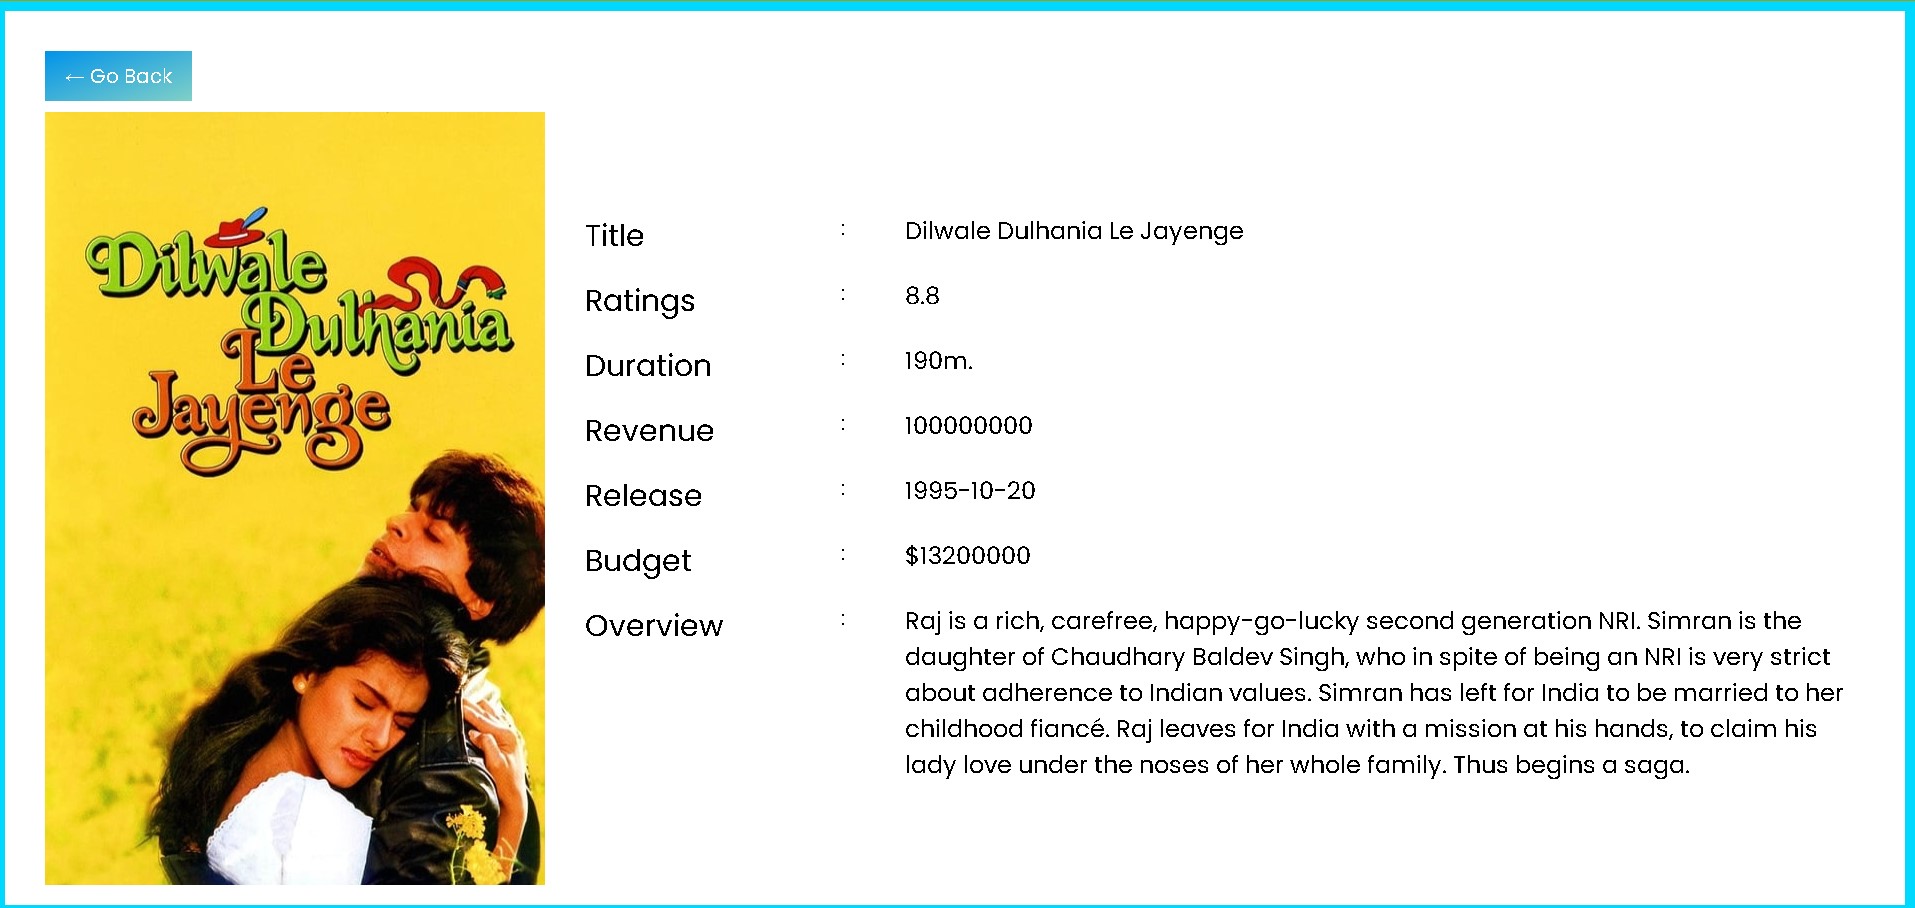 ← Go Back
Dilwale
Dulhania
Le
Jayenge
Title : Dilwale Dulhania Le Jayenge
Ratings : 8.8
Duration : 190m.
Revenue : 100000000
Release : 1995-10-20
Budget : $13200000
Overview : Raj is a rich, carefree, happy-go-lucky second generation NRI. Simran is the
daughter of Chaudhary Baldev Singh, who in spite of being an NRI is very strict
about adherence to Indian values. Simran has left for India to be married to her
childhood fiancé. Raj leaves for India with a mission at his hands, to claim his
lady love under the noses of her whole family. Thus begins a saga.